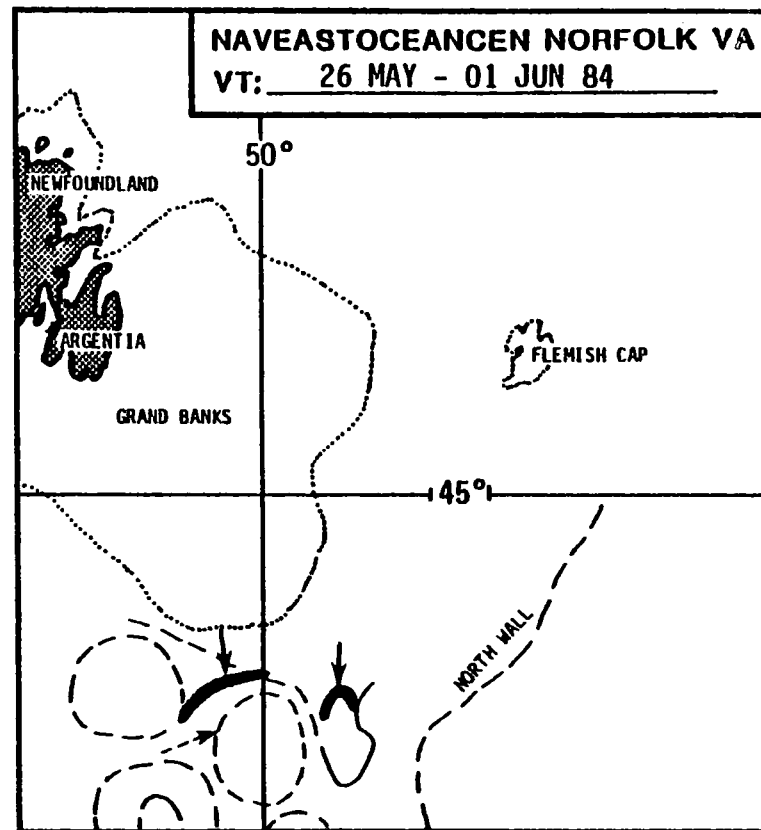 NAVEASTOCEANCEN NORFOLK VA
VT: 26 MAY - 01 JUN 84
50°
NEWFOUNDLAND
ARGENTIA
FLEMISH CAP
GRAND BANKS
45°
NORTH WALL